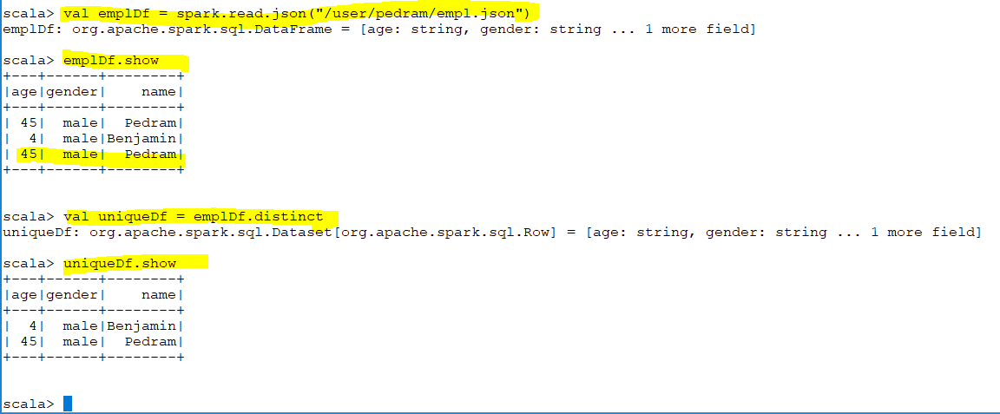 scala> val emplDf = spark.read.json("/user/pedram/empl.json")
emplDf: org.apache.spark.sql.DataFrame = [age: string, gender: string ... 1 more field]
scala> emplDf.show
+---+------+--------+
|age|gender|    name|
+---+------+--------+
| 45|  male|  Pedram|
|  4|  male|Benjamin|
| 45|  male|  Pedram|
+---+------+--------+
scala> val uniqueDf = emplDf.distinct
uniqueDf: org.apache.spark.sql.Dataset[org.apache.spark.sql.Row] = [age: string, gender: string ... 1 more field]
scala> uniqueDf.show
+---+------+--------+
|age|gender|    name|
+---+------+--------+
|  4|  male|Benjamin|
| 45|  male|  Pedram|
+---+------+--------+
scala>